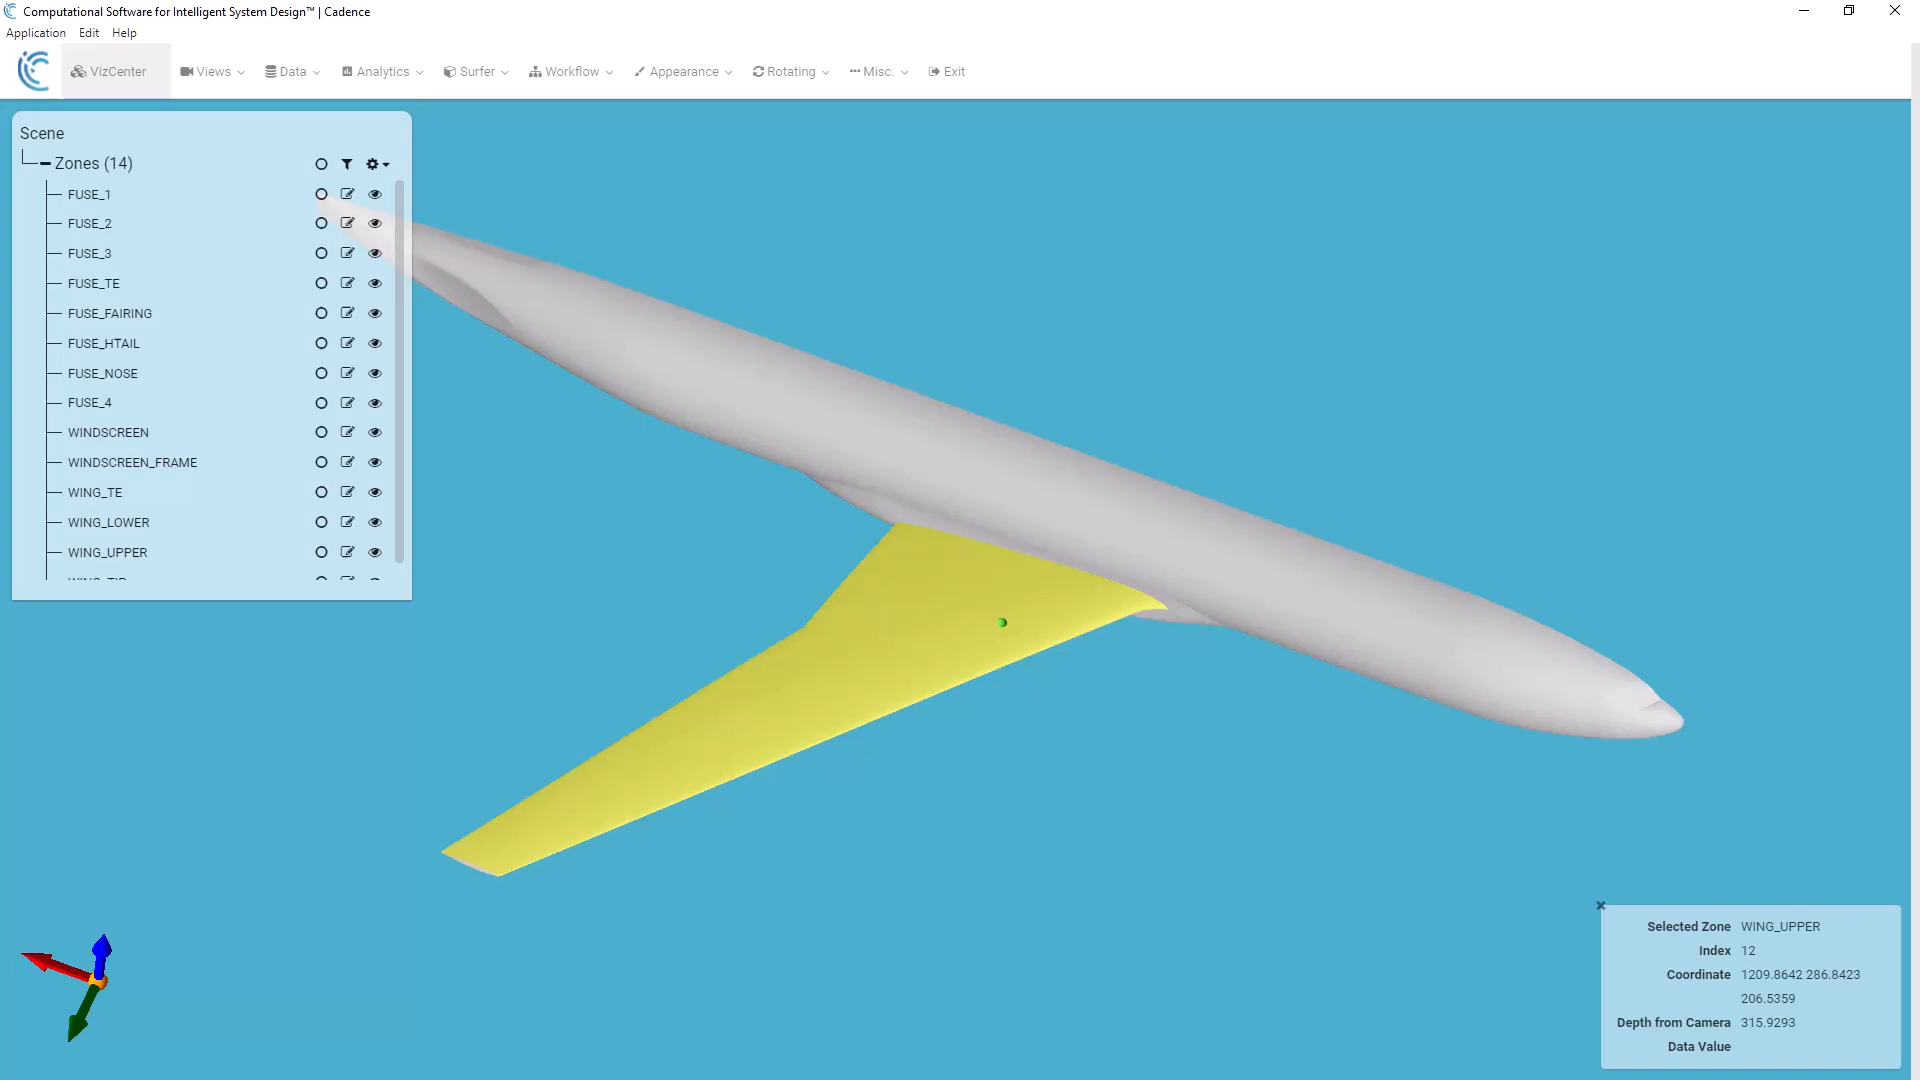 Computational Software for Intelligent System Design™ | Cadence
Application Edit Help
VizCenter Views Data Analytics Surfer Workflow Appearance Rotating Misc. Exit
Scene
Zones (14)
FUSE_1
FUSE_2
FUSE_3
FUSE_TE
FUSE_FAIRING
FUSE_HTAIL
FUSE_NOSE
FUSE_4
WINDSCREEN
WINDSCREEN_FRAME
WING_TE
WING_LOWER
WING_UPPER
Selected Zone WING_UPPER
Index 12
Coordinate 1209.8642 286.8423
206.5359
Depth from Camera 315.9293
Data Value